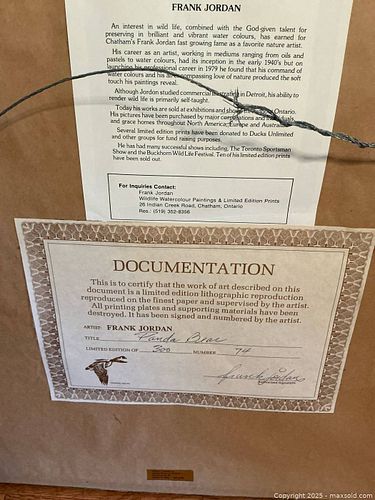 FRANK JORDAN
An interest in wild life, combined with the God-given talent for
preserving in brilliant and vibrant water colours, has earned for
Chatham's Frank Jordan fast growing fame as a favorite nature artist.
His career as an artist, working in mediums ranging from oils and
pastels to water colours, had its inception in the early 1940's but on
launching his professional career in 1979 he found that his command of
water colours and his all encompassing love of nature produced the soft
touch his paintings reveal.
Although Jordan studied commercial illustrating in Detroit, his ability to
render wild life is primarily self-taught.
Today his works are sold at exhibitions and shows Ontario.
His pictures have been purchased by major corporations individuals
and grace homes throughout North America, Europe and Australia.
Several limited edition prints have been donated to Ducks Unlimited
and other groups for fund raising purposes.
He has had many successful shows including, The Toronto Sportsman
Show and the Buckhorn Wild Life Festival. Ten of his limited edition prints
have been sold out.
For Inquiries Contact:
Frank Jordan
Wildlife Watercolour Paintings & Limited Edition Prints
26 Indian Creek Road, Chatham, Ontario
Res.: (519) 352-8356
DOCUMENTATION
This is to certify that the work of art described on this
document is a limited edition lithographic reproduction
reproduced on the finest paper and supervised by the artist.
All printing plates and supporting materials have been
destroyed. It has been signed and numbered by the artist.
ARTIST: FRANK JORDAN
TITLE Panda Bear
LIMITED EDITION OF 300 NUMBER 74
Frank Jordan
Copyright 2025 - maxsold.com